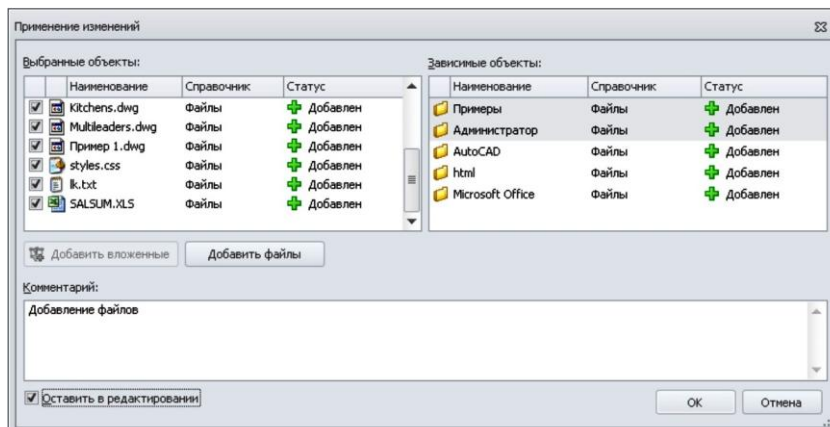 Применение изменений
Выбранные объекты:
Наименование Справочник Статус
Kitchens.dwg Файлы Добавлен
Multileaders.dwg Файлы Добавлен
Пример 1.dwg Файлы Добавлен
styles.css Файлы Добавлен
lk.txt Файлы Добавлен
SALSUM.XLS Файлы Добавлен
Зависимые объекты:
Наименование Справочник Статус
Примеры Файлы Добавлен
Администратор Файлы Добавлен
AutoCAD Файлы Добавлен
html Файлы Добавлен
Microsoft Office Файлы Добавлен
Добавить вложенные Добавить файлы
Комментарий:
Добавление файлов
Оставить в редактировании
ОК Отмена